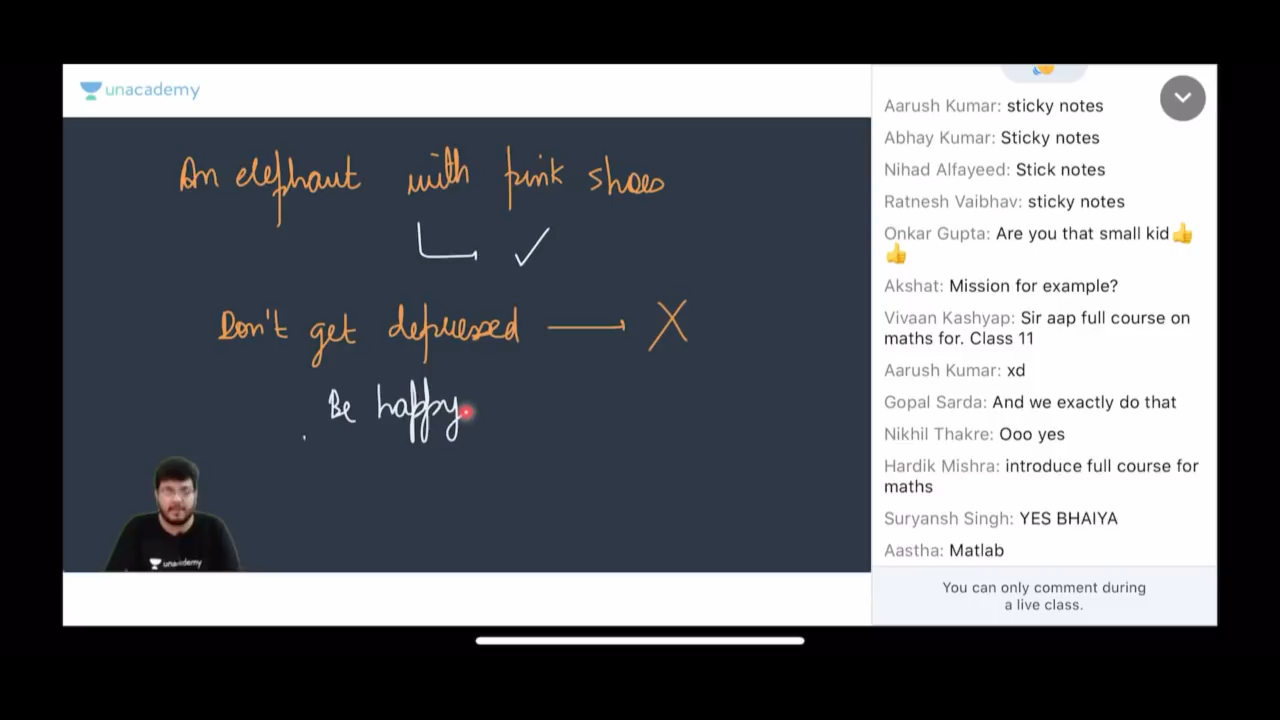 unacademy
An elephant with pink shoes
Don't get depressed
X
Be happy
unacademy
Aarush Kumar: sticky notes
Abhay Kumar: Sticky notes
Nihad Alfayeed: Stick notes
Ratnesh Vaibhav: sticky notes
Onkar Gupta: Are you that small kid👍
👍
Akshat: Mission for example?
Vivaan Kashyap: Sir aap full course on
maths for. Class 11
Aarush Kumar: xd
Gopal Sarda: And we exactly do that
Nikhil Thakre: Ooo yes
Hardik Mishra: introduce full course for
maths
Suryansh Singh: YES BHAIYA
Aastha: Matlab
You can only comment during
a live class.